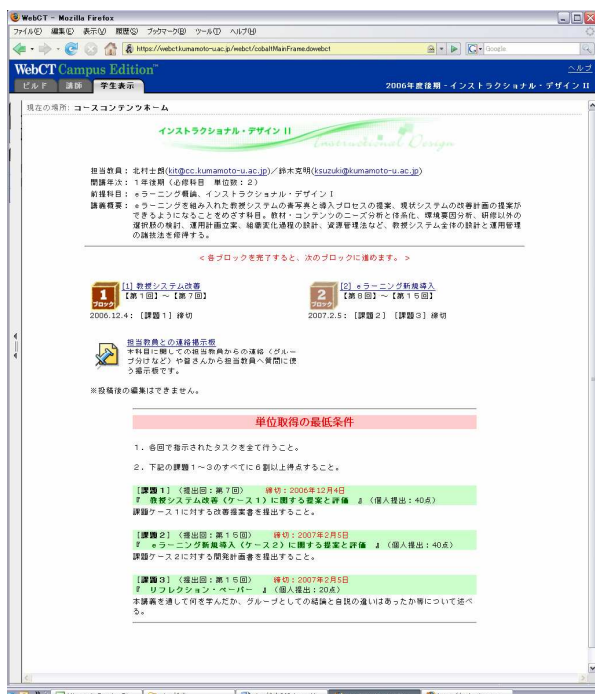 WebCT - Mozilla Firefox
ファイル(F) 編集(E) 表示(V) 履歴(S) ブックマーク(B) ツール(T) ヘルプ(H)
https://webct.kumamoto-uac.jp/webct/cobaltMainFrame.dowebct
Google
WebCT Campus Edition™
ヘルプ
ビルド 講師 学生表示
2006年度後期 - インストラクショナル・デザイン II
現在の場所: コースコンテンツホーム
インストラクショナル・デザイン II
Instructional Design
担当教員：北村士朗(kit@cc.kumamoto-u.ac.jp)／鈴木克明(ksuzuki@kumamoto-u.ac.jp)
開講年次：1年後期（必修科目 単位数：2）
前提科目：eラーニング概論、インストラクショナル・デザイン I
講義概要：eラーニングを組み入れた教授システムの青写真と導入プロセスの提案、現状システムの改善計画の提案が
できるようになることをめざす科目。教材・コンテンツのニーズ分析と体系化、環境要因分析、研修以外の
選択肢の検討、運用計画立案、組織変化過程の設計、資源管理法など、教授システム全体の設計と運用管理
の諸技法を修得する。
＜各ブロックを完了すると、次のブロックに進めます。＞
1 ブロック
[1] 教授システム改善
【第1回】～【第7回】
2006.12.4：［課題1］締切
2 ブロック
[2] eラーニング新規導入
【第8回】～【第15回】
2007.2.5：［課題2］［課題3］締切
担当教員との連絡掲示板
本科目に関しての担当教員からの連絡（グルー
プ分けなど）や皆さんから担当教員へ質問に使
う掲示板です。
※投稿後の編集はできません。
単位取得の最低条件
1．各回で指示されたタスクを全て行うこと。
2．下記の課題1～3のすべてに6割以上得点すること。
［課題1］（提出回：第7回） 締切：2006年12月4日
『 教授システム改善（ケース1）に関する提案と評価 』（個人提出：40点）
課題ケース1に対する改善提案書を提出すること。
［課題2］（提出回：第15回） 締切：2007年2月5日
『 eラーニング新規導入（ケース2）に関する提案と評価 』（個人提出：40点）
課題ケース2に対する開発計画書を提出すること。
［課題3］（提出回：第15回） 締切：2007年2月5日
『 リフレクション・ペーパー 』（個人提出：20点）
本講義を通して何を学んだか、グループとしての結論と自説の違いはあったか等について述べ
る。